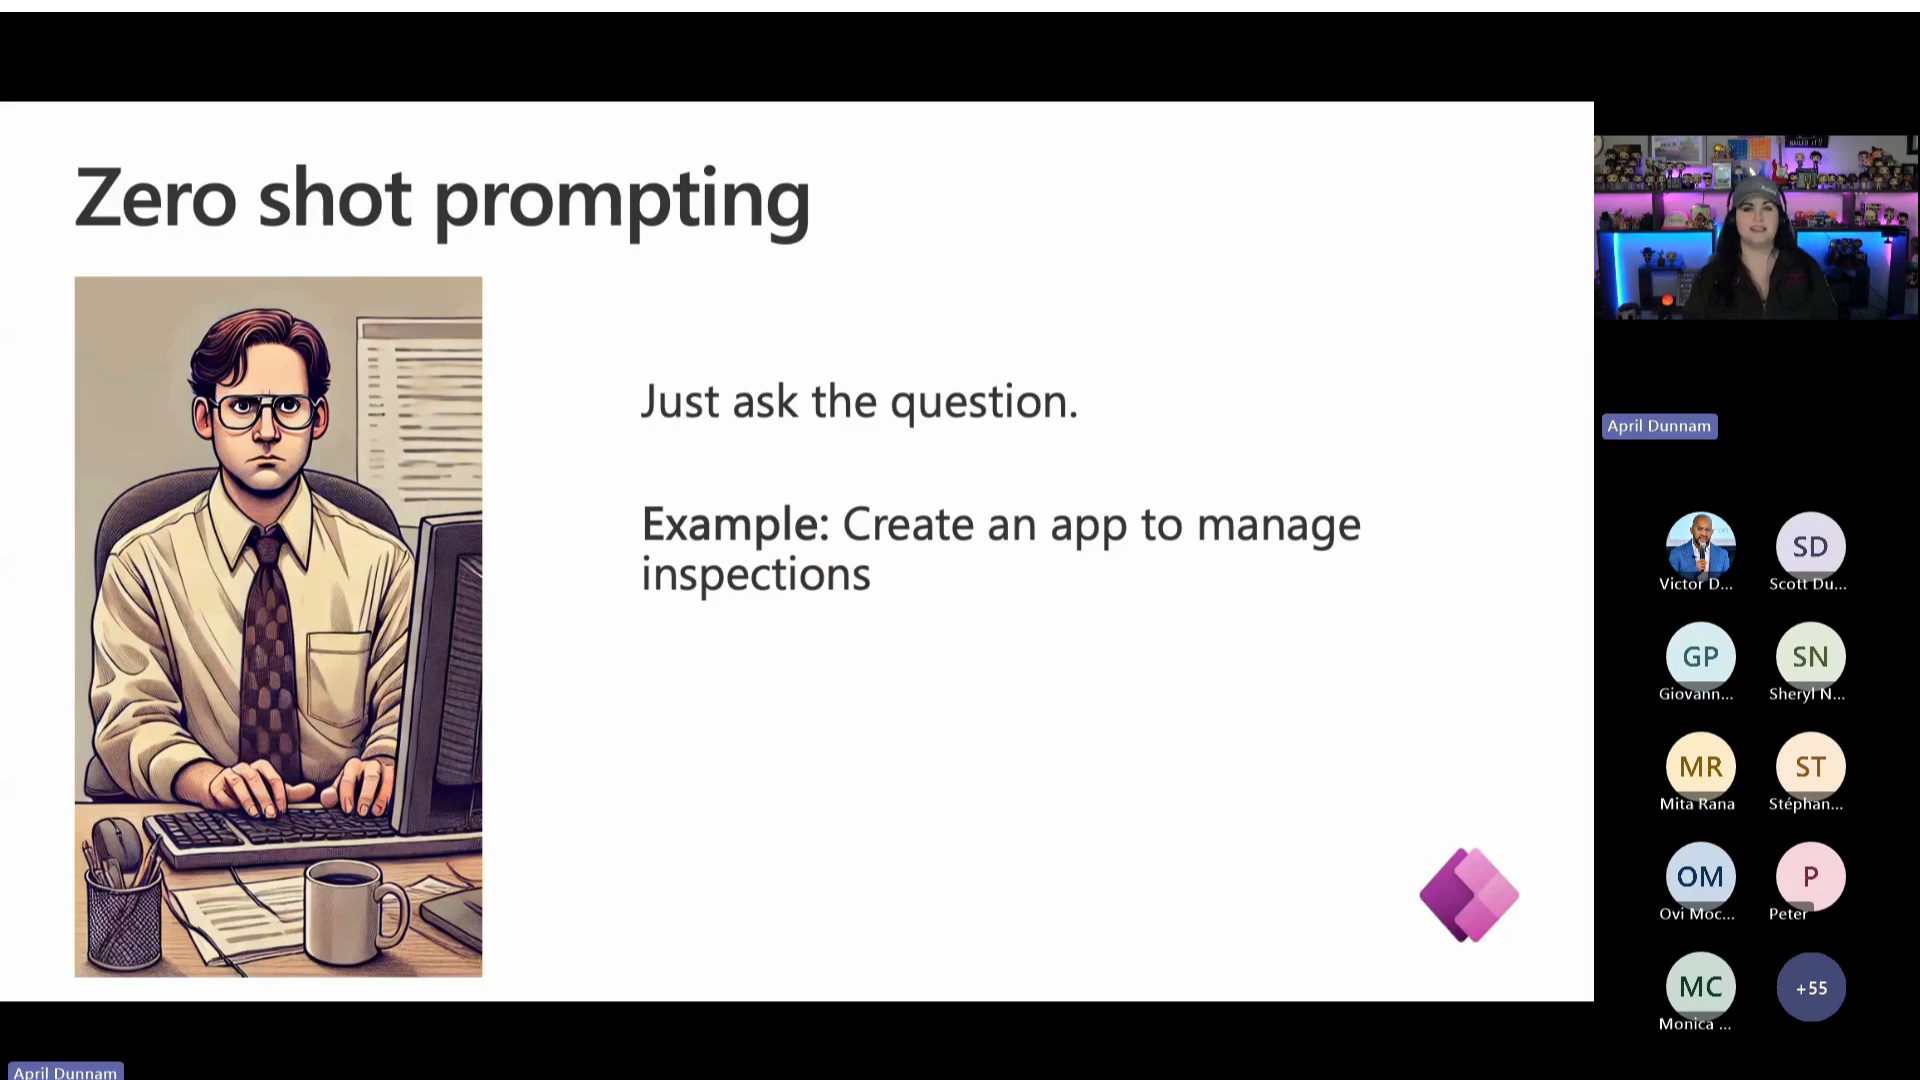 Zero shot prompting
Just ask the question.
Example: Create an app to manage
inspections
April Dunnam
Victor D...
SD
Scott Du...
GP
Giovann...
SN
Sheryl N...
MR
Mita Rana
ST
Stéphan...
OM
Ovi Moc...
P
Peter
MC
Monica ...
+55
April Dunnam